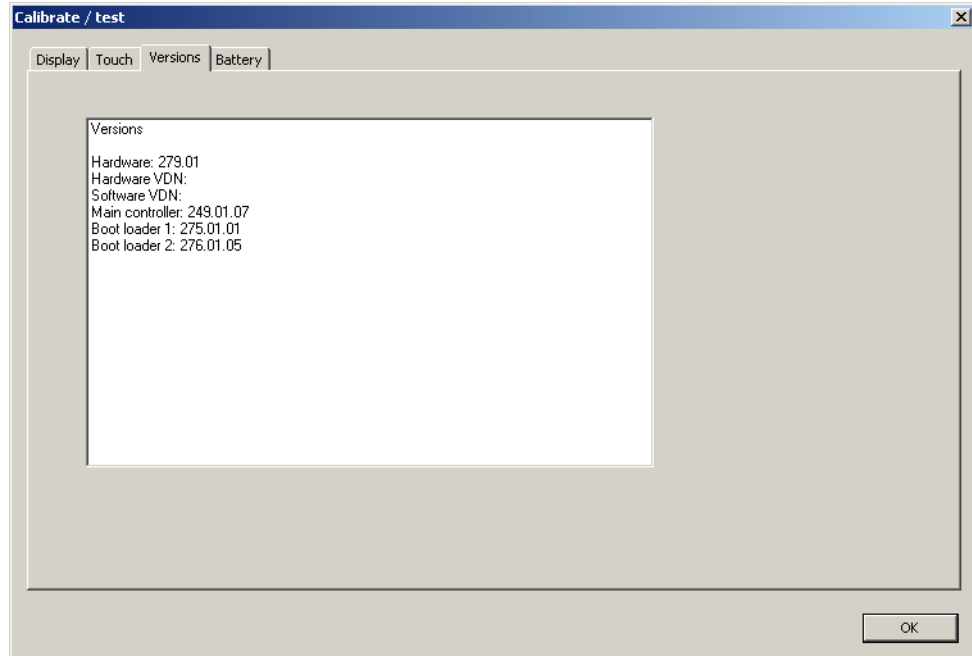 Calibrate / test
Display Touch Versions Battery
Versions
Hardware: 279.01
Hardware VDN:
Software VDN:
Main controller: 249.01.07
Boot loader 1: 275.01.01
Boot loader 2: 276.01.05
OK